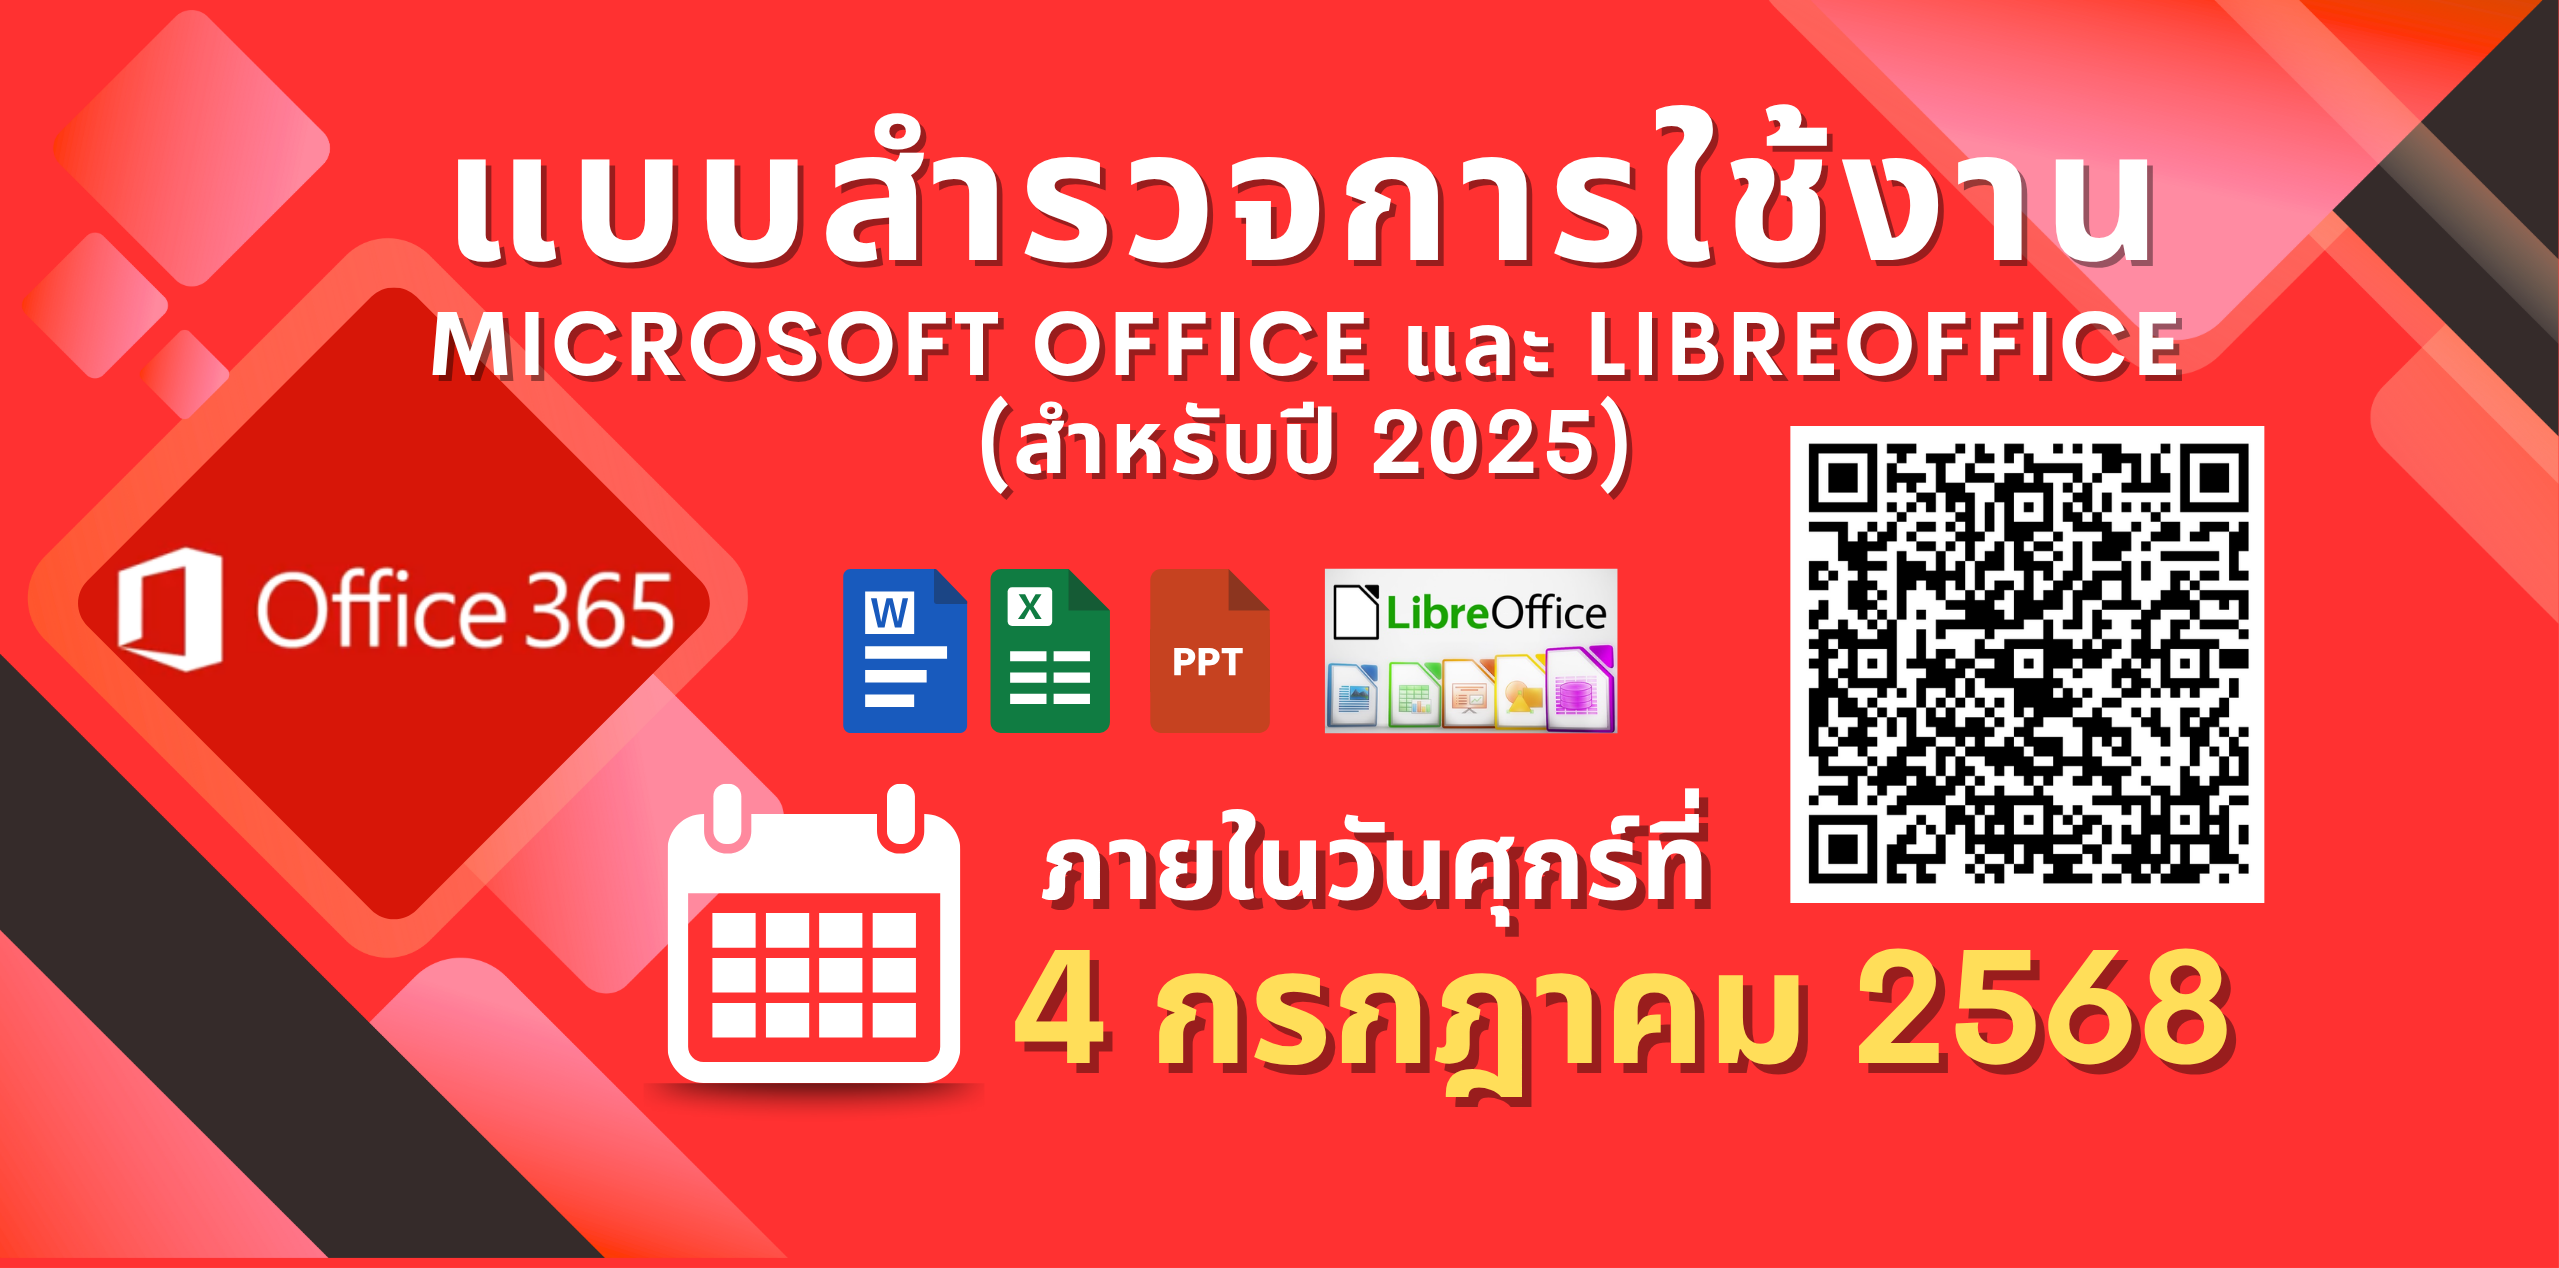 แบบสำรวจการใช้งาน
MICROSOFT OFFICE และ LIBREOFFICE
(สำหรับปี 2025)
Office 365
W
X
PPT
LibreOffice
ภายในวันศุกร์ที่
4 กรกฎาคม 2568